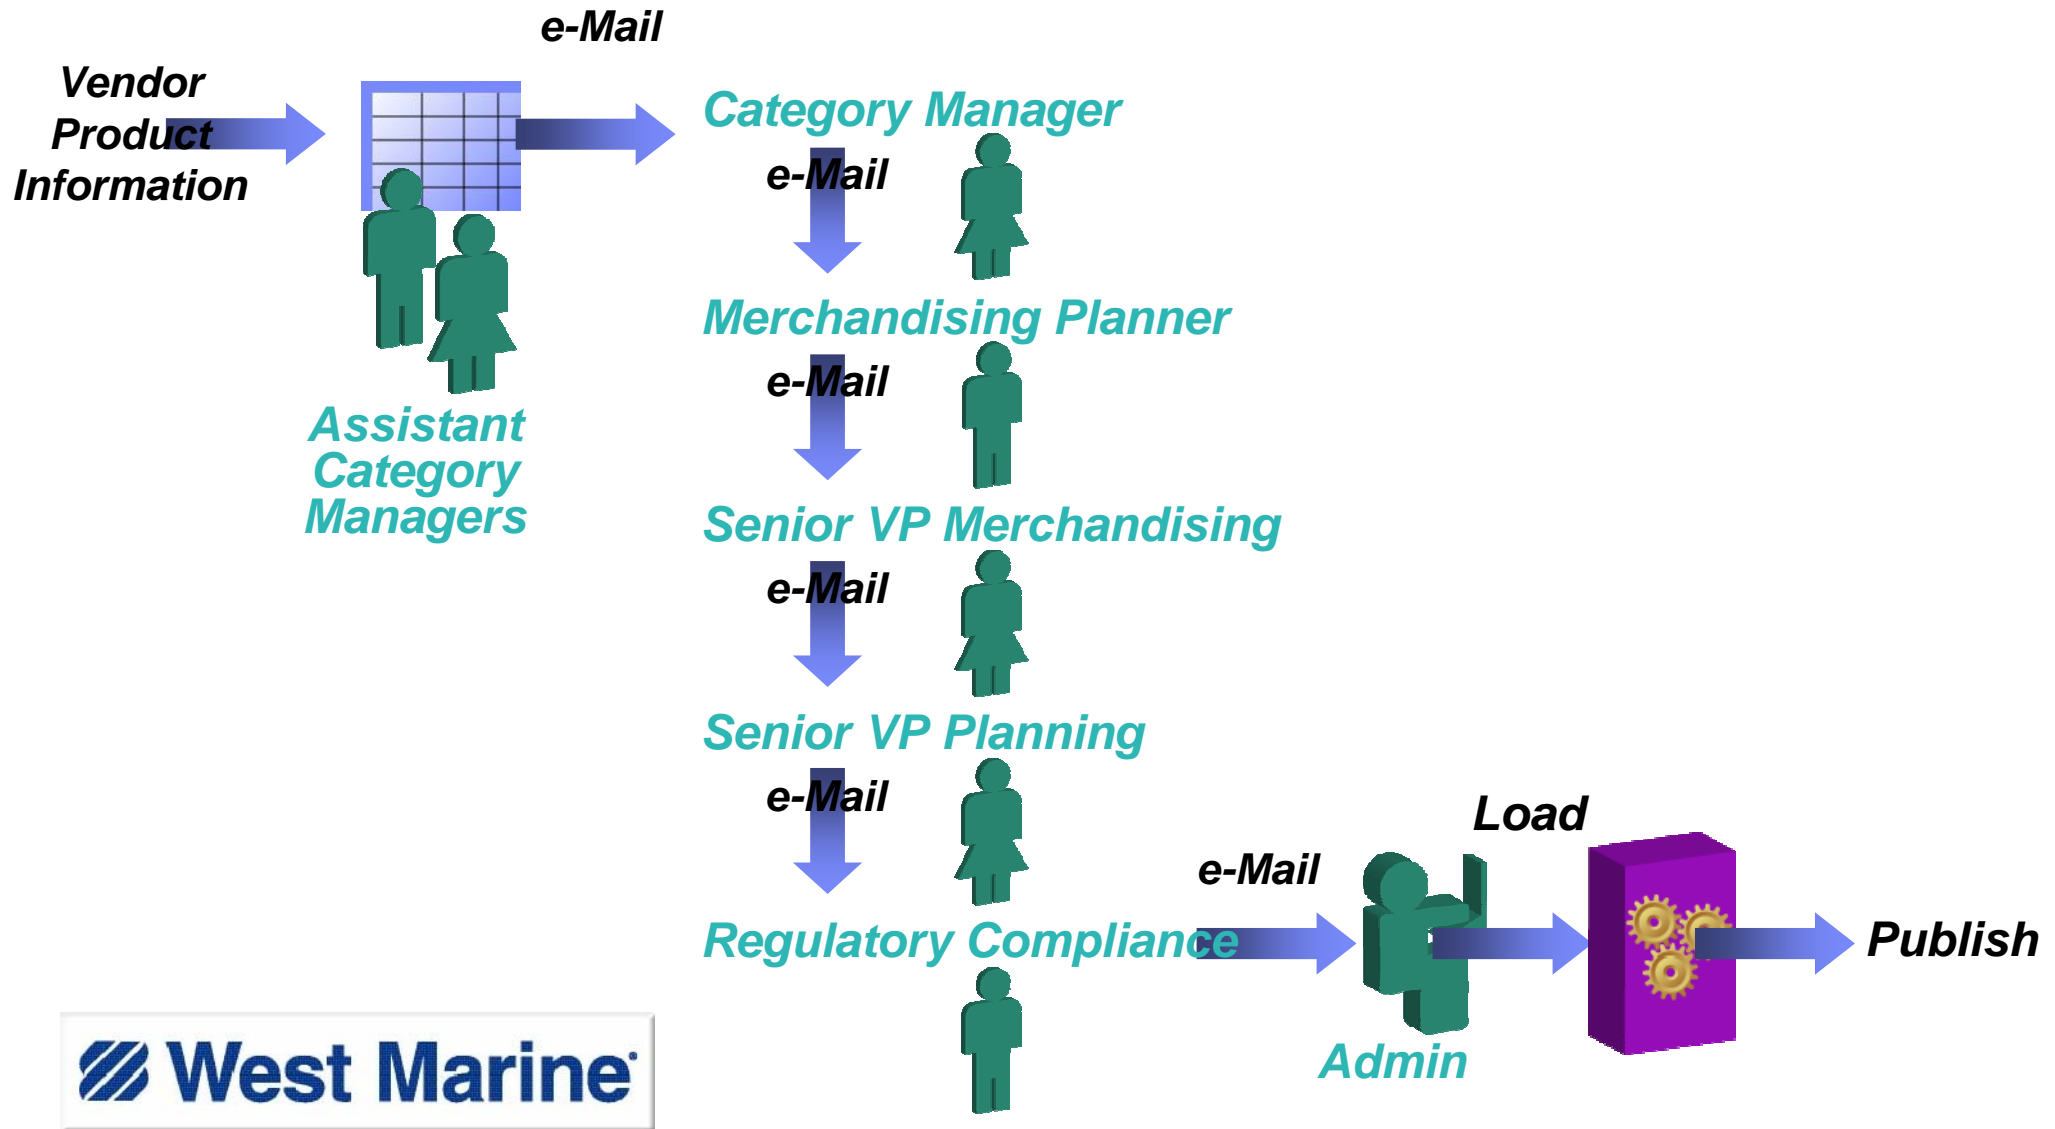 e-Mail
Vendor
Product
Information
Category Manager
e-Mail
Merchandising Planner
e-Mail
Assistant
Category
Managers
Senior VP Merchandising
e-Mail
Senior VP Planning
e-Mail
Load
e-Mail
Regulatory Compliance
Publish
Admin
West Marine